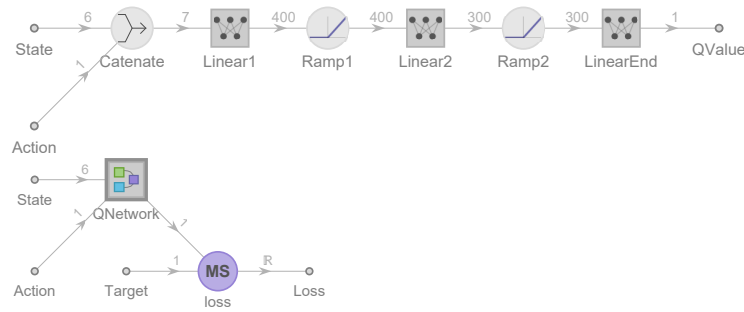 6 7 400 400 300 300 1
State Catenate Linear1 Ramp1 Linear2 Ramp2 LinearEnd QValue
1
Action
6
State QNetwork
1 1
MS
1 ℝ
Action Target loss Loss